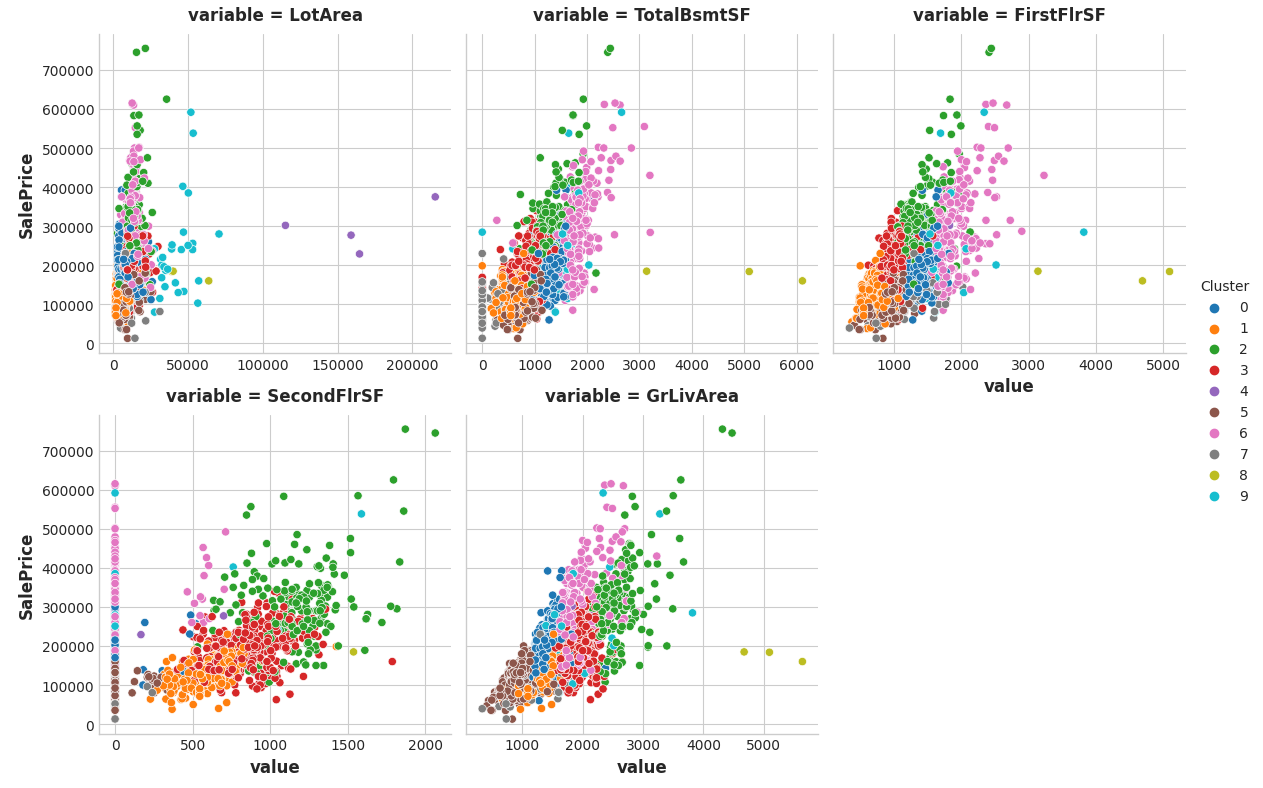 variable = LotArea
variable = TotalBsmtSF
variable = FirstFlrSF
SalePrice
700000
600000
500000
400000
300000
200000
100000
0
0 50000 100000 150000 200000
0 1000 2000 3000 4000 5000 6000
1000 2000 3000 4000 5000
value
Cluster
0
1
2
3
4
5
6
7
8
9
variable = SecondFlrSF
variable = GrLivArea
SalePrice
700000
600000
500000
400000
300000
200000
100000
0
0 500 1000 1500 2000
1000 2000 3000 4000 5000
value
value